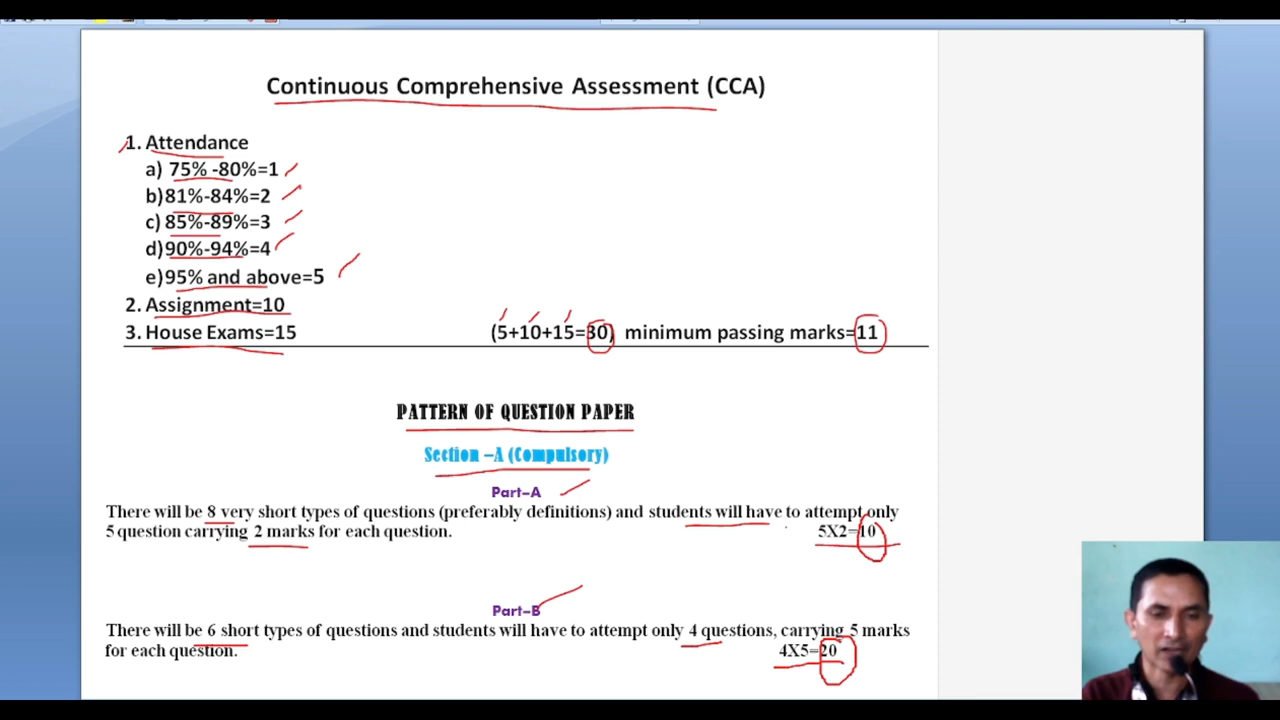 Continuous Comprehensive Assessment (CCA)
1. Attendance
a) 75% -80%=1
b)81%-84%=2
c) 85%-89%=3
d)90%-94%=4
e)95% and above=5
2. Assignment=10
3. House Exams=15 (5+10+15=30) minimum passing marks=11
PATTERN OF QUESTION PAPER
Section –A (Compulsory)
Part–A
There will be 8 very short types of questions (preferably definitions) and students will have to attempt only
5 question carrying 2 marks for each question. 5X2=10
Part–B
There will be 6 short types of questions and students will have to attempt only 4 questions, carrying 5 marks
for each question. 4X5=20